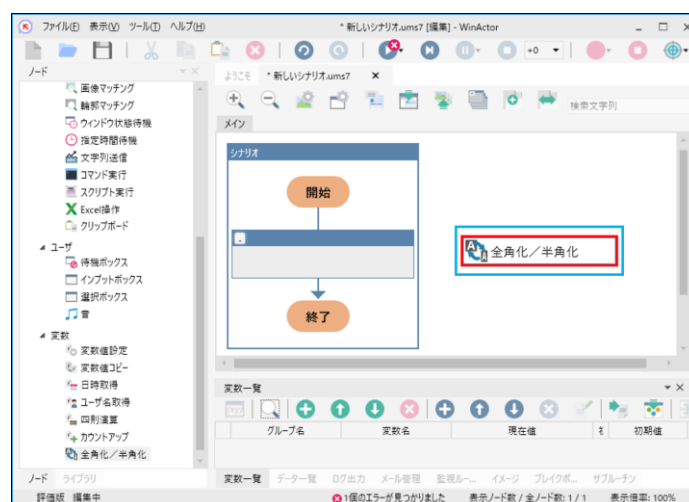 ファイル(F) 表示(V) ツール(T) ヘルプ(H)
* 新しいシナリオ.ums7 [編集] - WinActor
+0
ノード
ようこそ
* 新しいシナリオ.ums7
画像マッチング
輪郭マッチング
ウィンドウ状態待機
指定時間待機
文字列送信
コマンド実行
スクリプト実行
Excel操作
クリップボード
ユーザ
待機ボックス
インプットボックス
選択ボックス
音
変数
変数値設定
変数値コピー
日時取得
ユーザ名取得
四則演算
カウントアップ
全角化/半角化
ノード
ライブラリ
検索文字列
メイン
シナリオ
開始
終了
全角化/半角化
変数一覧
グループ名
変数名
現在値
初期値
変数一覧
データ一覧
ログ出力
メール管理
監視ルー...
イメージ
ブレイクポ...
サブルーチン
評価版 編集中
1個のエラーが見つかりました
表示ノード数/全ノード数: 1 / 1
表示倍率: 100%